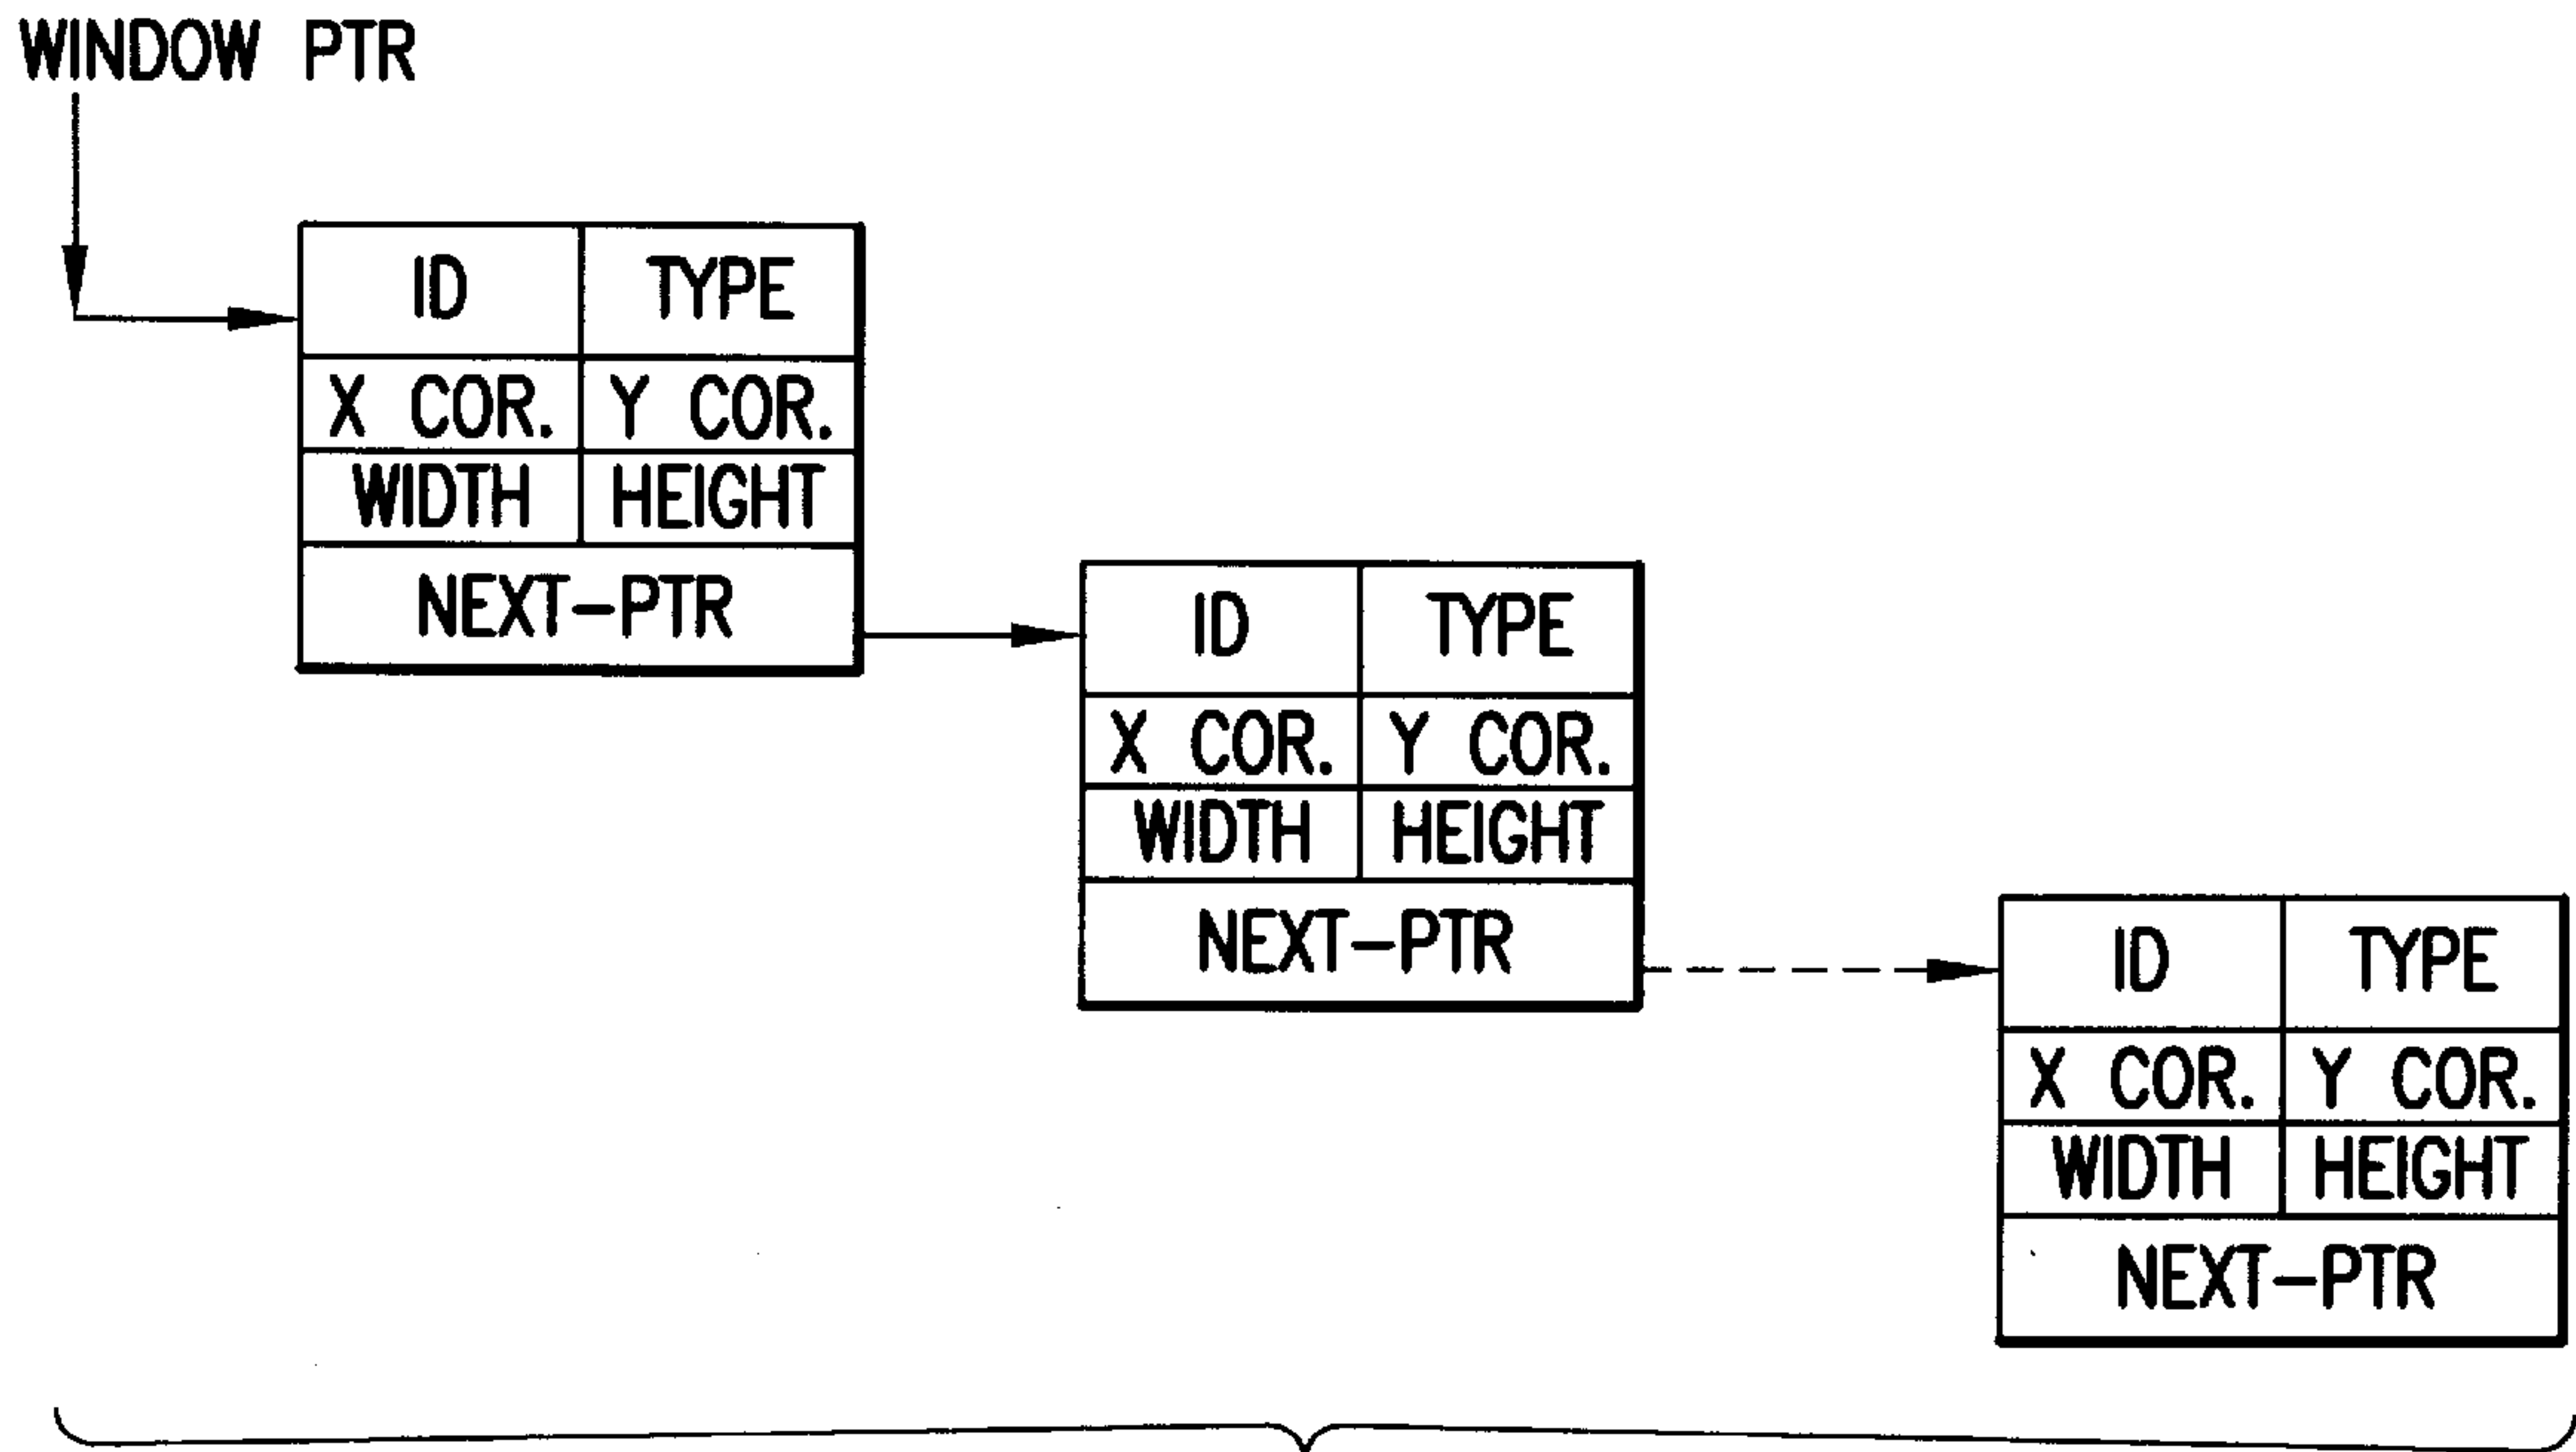 WINDOW PTR
ID TYPE
X COR. Y COR.
WIDTH HEIGHT
NEXT-PTR
ID TYPE
X COR. Y COR.
WIDTH HEIGHT
NEXT-PTR
ID TYPE
X COR. Y COR.
WIDTH HEIGHT
NEXT-PTR